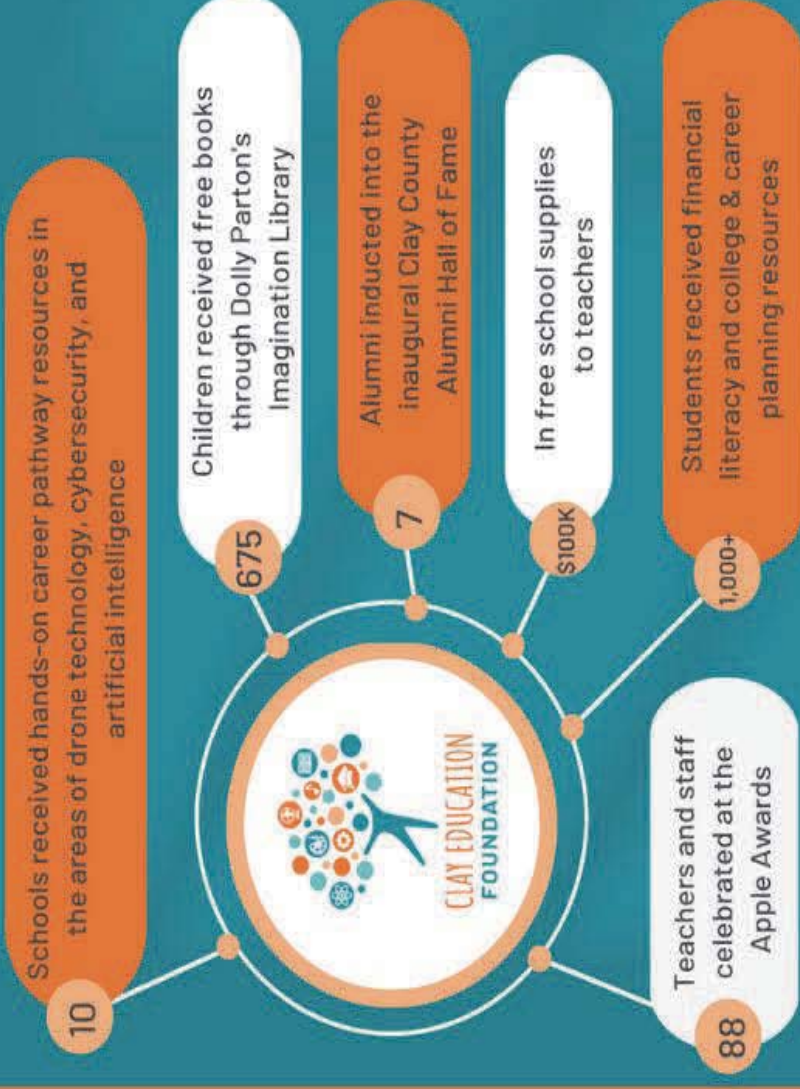 10
Schools received hands-on career pathway resources in
the areas of drone technology, cybersecurity, and
artificial intelligence
675
Children received free books
through Dolly Parton's
Imagination Library
7
Alumni inducted into the
inaugural Clay County
Alumni Hall of Fame
$100K
In free school supplies
to teachers
1,000+
Students received financial
literacy and college & career
planning resources
88
Teachers and staff
celebrated at the
Apple Awards
CLAY EDUCATION
FOUNDATION